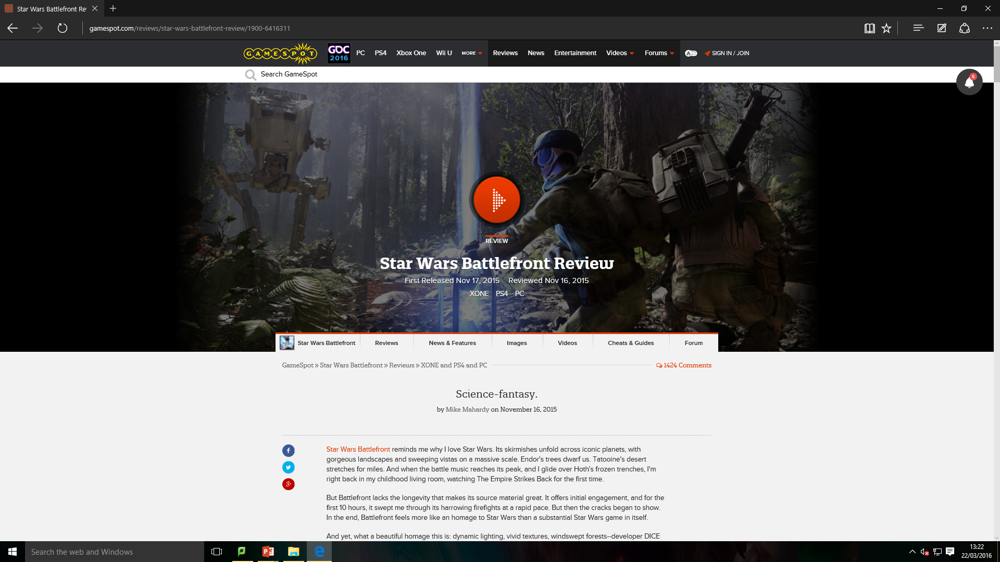 Star Wars Battlefront Re
gamespot.com/reviews/star-wars-battlefront-review/1900-6416311
GAMESPOT
GDC
2016
PC PS4 Xbox One Wii U MORE Reviews News Entertainment Videos Forums A SIGN IN / JOIN
Search GameSpot
5
REVIEW
Star Wars Battlefront Review
First Released Nov 17, 2015 Reviewed Nov 16, 2015
XONE PS4 PC
Star Wars Battlefront Reviews News & Features Images Videos Cheats & Guides Forum
GameSpot » Star Wars Battlefront » Reviews » XONE and PS4 and PC 1424 Comments
Science-fantasy.
by Mike Mahardy on November 16, 2015
f
g+
Star Wars Battlefront reminds me why I love Star Wars. Its skirmishes unfold across iconic planets, with
gorgeous landscapes and sweeping vistas on a massive scale. Endor's trees dwarf us. Tatooine's desert
stretches for miles. And when the battle music reaches its peak, and I glide over Hoth's frozen trenches, I'm
right back in my childhood living room, watching The Empire Strikes Back for the first time.
But Battlefront lacks the longevity that makes its source material great. It offers initial engagement, and for the
first 10 hours, it swept me through its harrowing firefights at a rapid pace. But then the cracks began to show.
In the end, Battlefront feels more like an homage to Star Wars than a substantial Star Wars game in itself.
And yet, what a beautiful homage this is: dynamic lighting, vivid textures, windswept forests--developer DICE
Search the web and Windows
13:22
22/03/2016